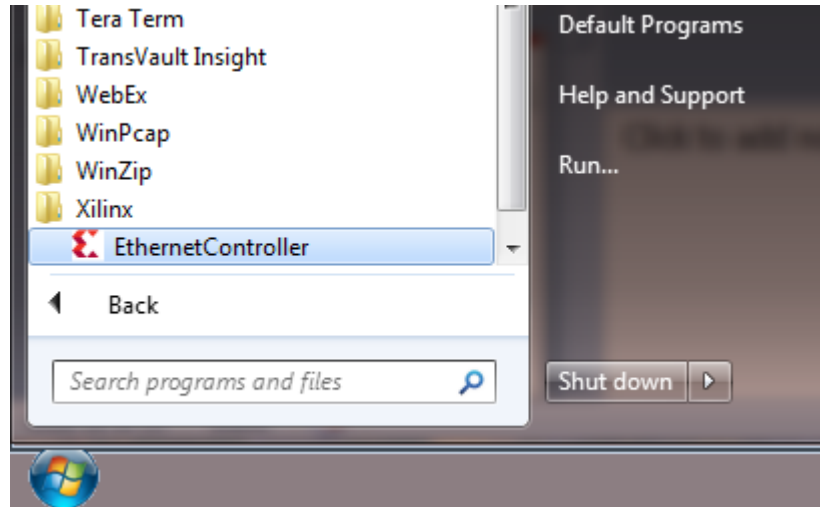 Tera Term
TransVault Insight
WebEx
WinPcap
WinZip
Xilinx
EthernetController
Back
Search programs and files
Default Programs
Help and Support
Run...
Shut down